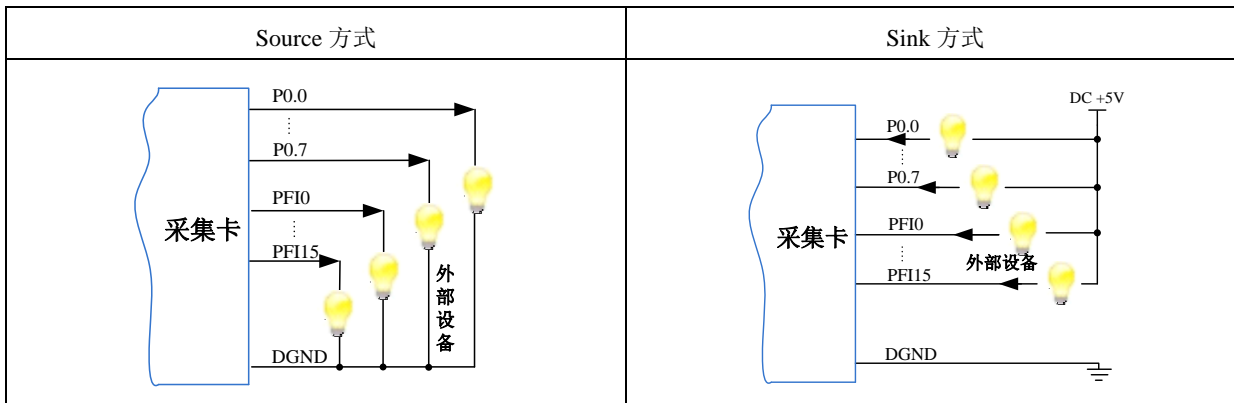 Source 方式
Sink 方式
P0.0
P0.7
PFI0
PFI15
DGND
采集卡
外部设备
DC +5V
P0.0
P0.7
PFI0
PFI15
DGND
采集卡
外部设备